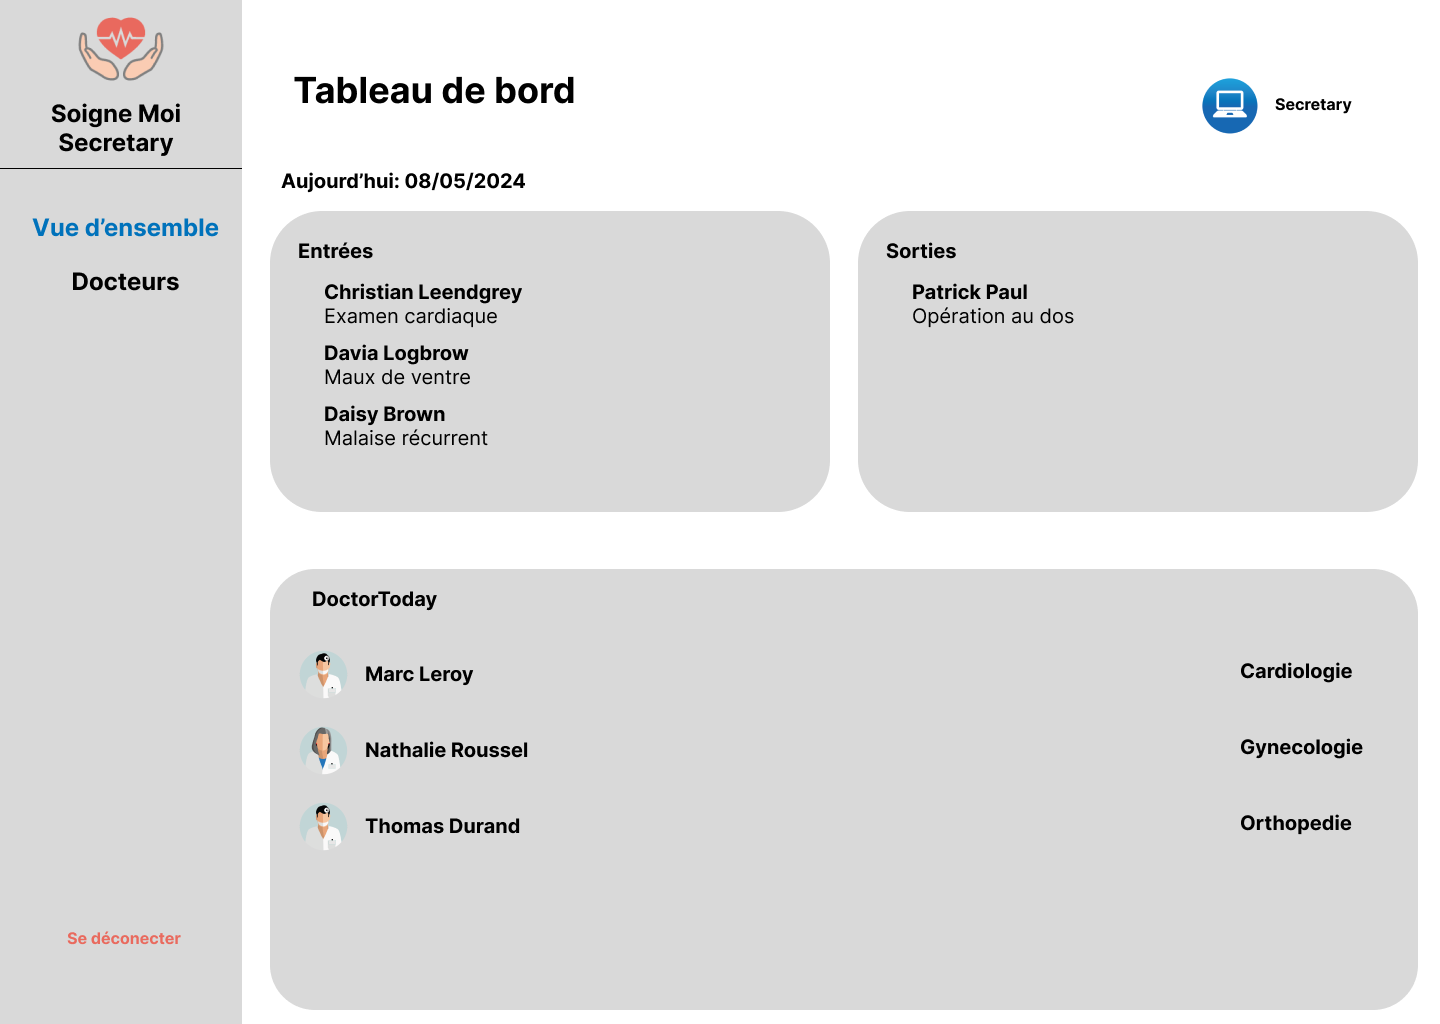 Soigne Moi
Secretary
Vue d’ensemble
Docteurs
Se déconecter
Tableau de bord
Secretary
Aujourd’hui: 08/05/2024
Entrées
Christian Leendgrey
Examen cardiaque
Davia Logbrow
Maux de ventre
Daisy Brown
Malaise récurrent
Sorties
Patrick Paul
Opération au dos
DoctorToday
Marc Leroy
Cardiologie
Nathalie Roussel
Gynecologie
Thomas Durand
Orthopedie